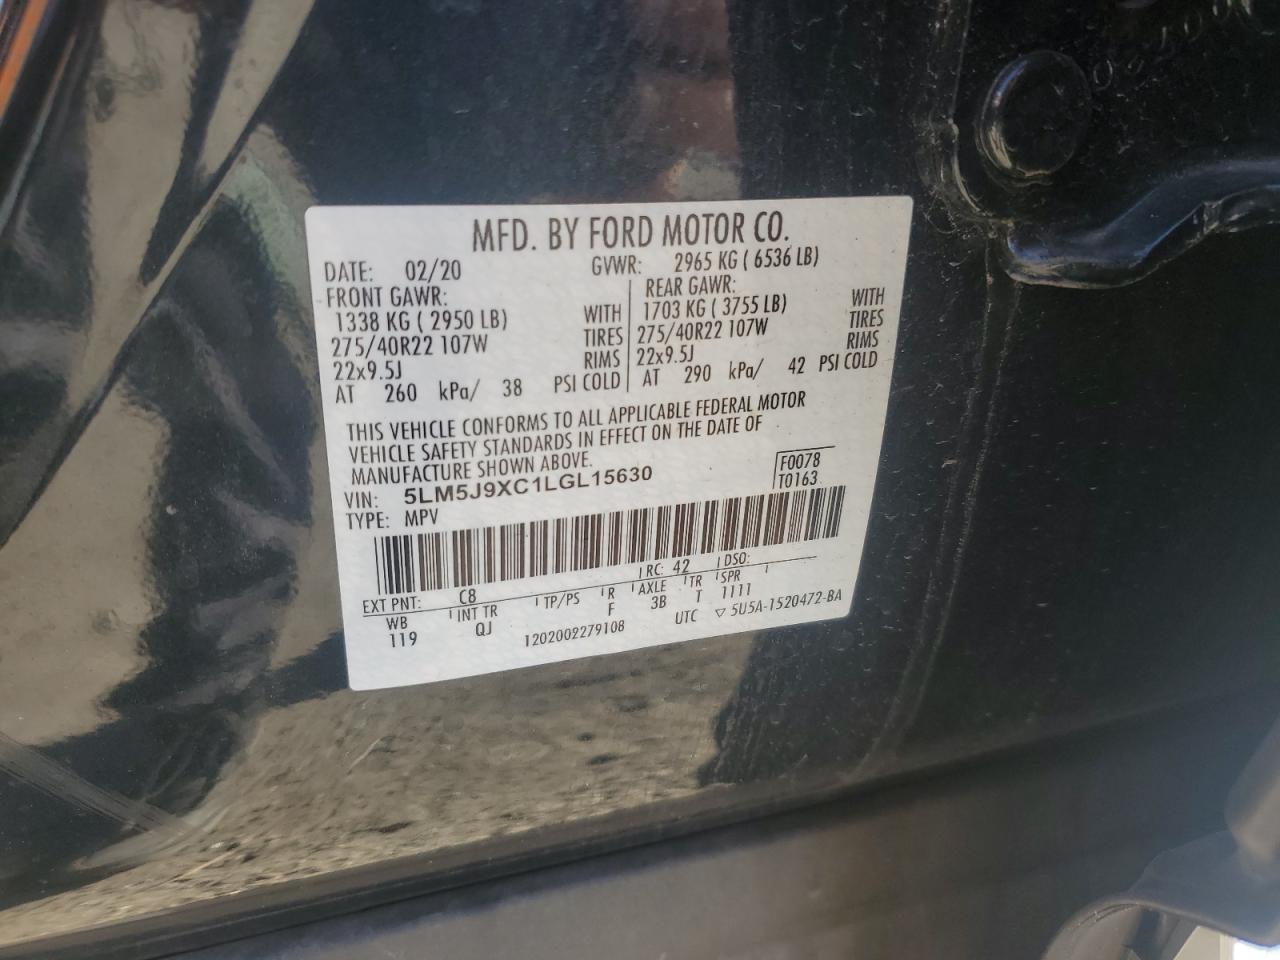 MFD. BY FORD MOTOR CO.
DATE: 02/20 GVWR: 2965 KG ( 6536 LB)
FRONT GAWR: REAR GAWR:
1338 KG ( 2950 LB) WITH 1703 KG ( 3755 LB) WITH
275/40R22 107W TIRES 275/40R22 107W TIRES
22x9.5J RIMS 22x9.5J RIMS
AT 260 kPa/ 38 PSI COLD AT 290 kPa/ 42 PSI COLD
THIS VEHICLE CONFORMS TO ALL APPLICABLE FEDERAL MOTOR
VEHICLE SAFETY STANDARDS IN EFFECT ON THE DATE OF
MANUFACTURE SHOWN ABOVE.
VIN: 5LM5J9XC1LGL15630 F0078
TYPE: MPV T0163
EXT PNT: C8 RC: 42 DSO:
WB INT TR TP/PS R AXLE TR SPR
119 QJ F 3B T 1111
1202002279108 UTC ▽ 5U5A-1520472-BA